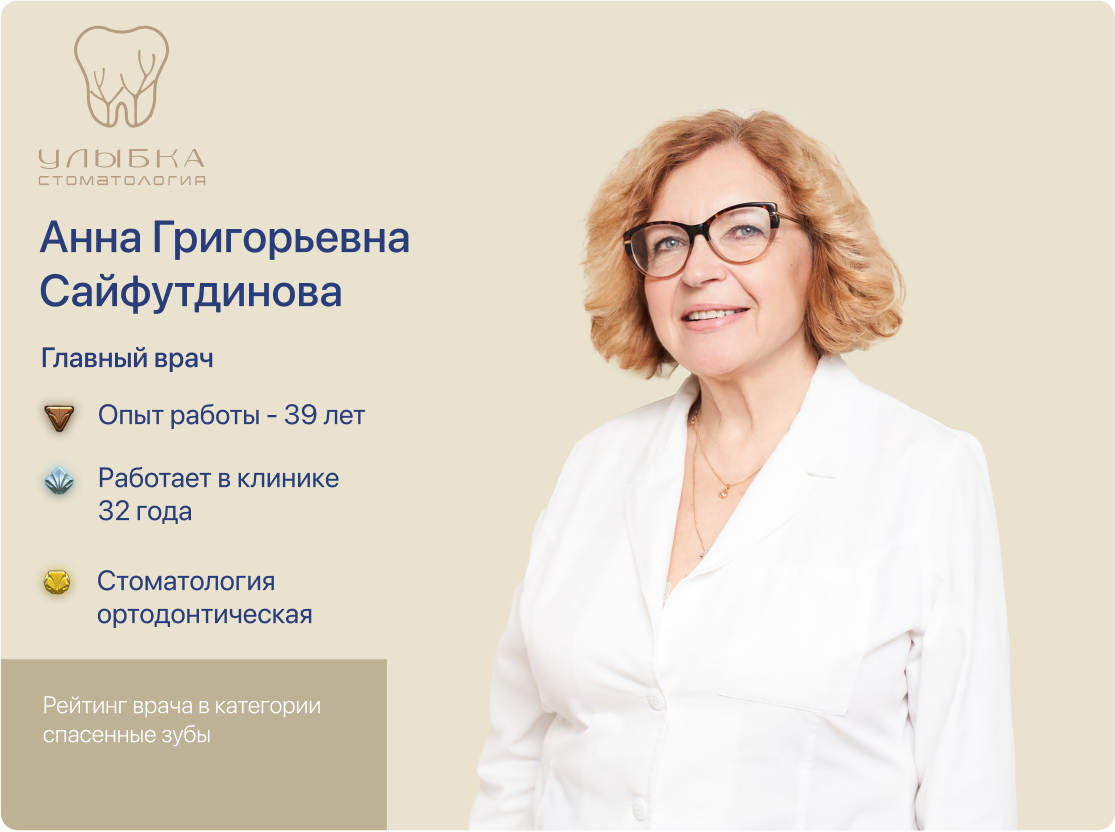 УЛЫБКА
СТОМАТОЛОГИЯ
Анна Григорьевна
Сайфутдинова
Главный врач
Опыт работы - 39 лет
Работает в клинике
32 года
Стоматология
ортодонтическая
Рейтинг врача в категории
спасенные зубы